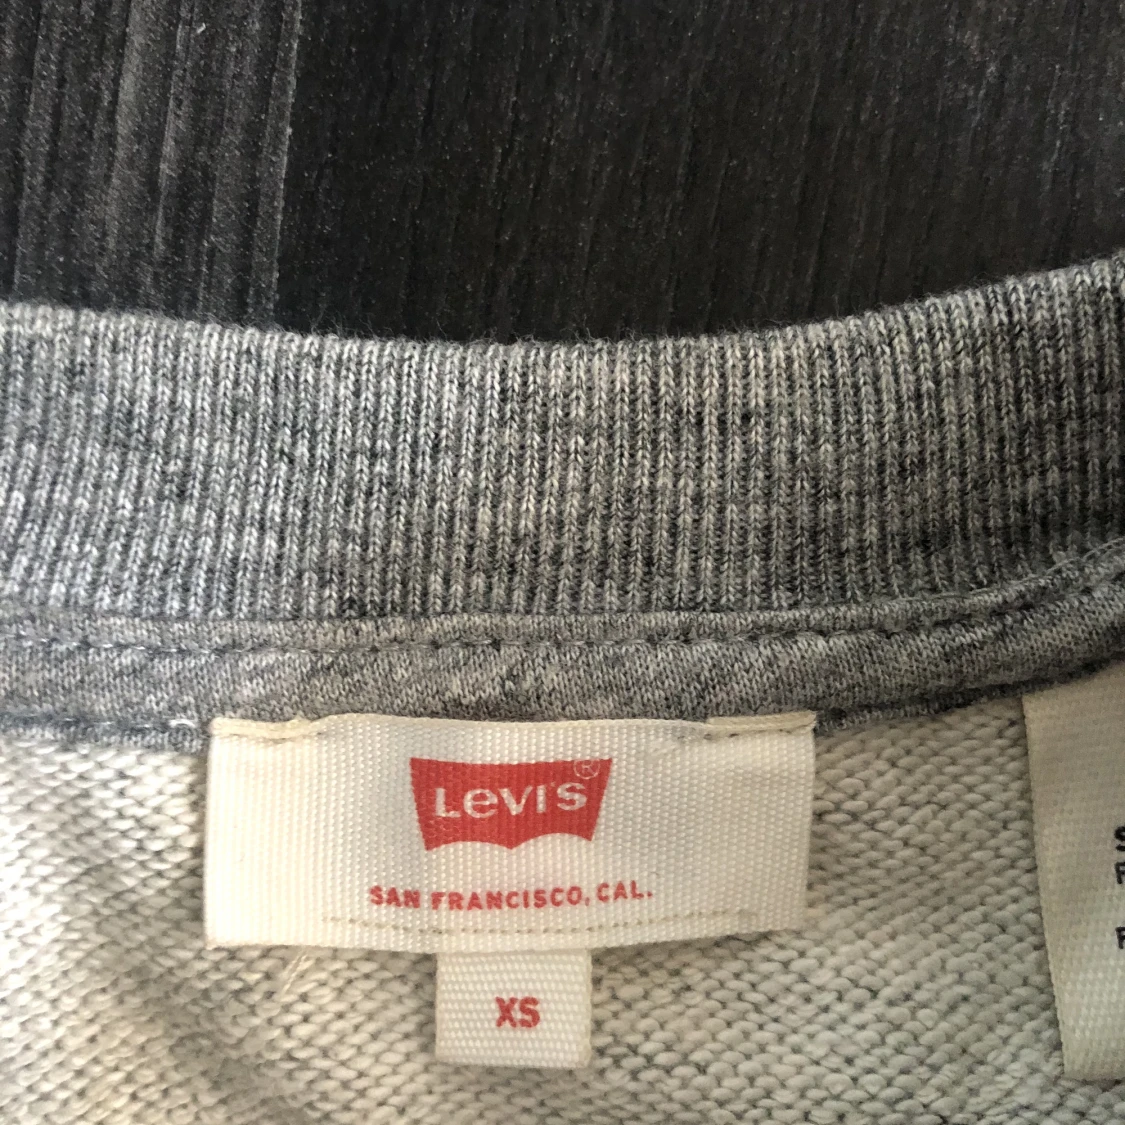 Levi's ®
SAN FRANCISCO, CAL.
XS